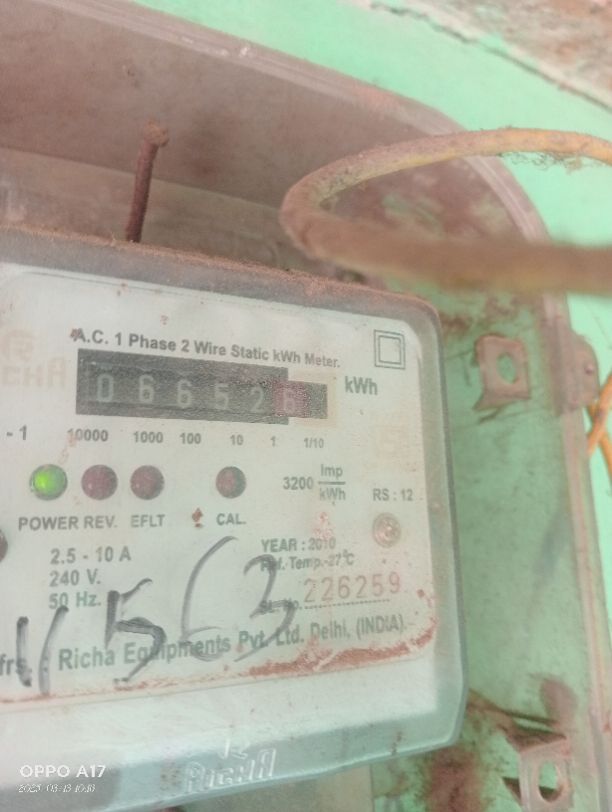 A.C. 1 Phase 2 Wire Static kWh Meter.
066526 kWh
10000 1000 100 10 1 1/10
3200 Imp/kWh
RS : 12
POWER REV. EFLT CAL.
2.5 - 10 A
240 V.
50 Hz.
YEAR : 2010
Ref. Temp.-27°C
226259
Richa Equipments Pvt. Ltd. Delhi, (INDIA).
RICHA
OPPO A17